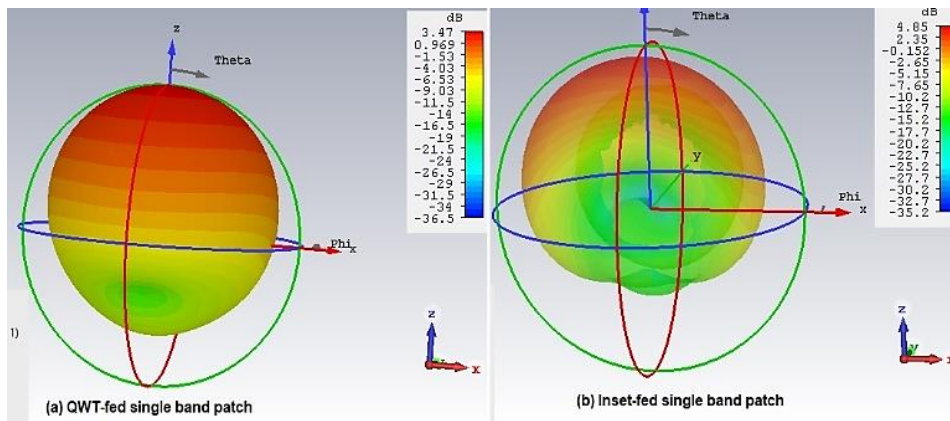 z
Theta
dB
3.47
0.969
-1.53
-4.03
-6.53
-9.03
-11.5
-14
-16.5
-19
-21.5
-24
-26.5
-29
-31.5
-34
-36.5
Phi
x
1)
z
x
(a) QWT-fed single band patch
Theta
dB
4.85
2.35
-0.152
-2.65
-5.15
-7.65
-10.2
-12.7
-15.2
-17.7
-20.2
-22.7
-25.2
-27.7
-30.2
-32.7
-35.2
y
Phi
x
z
y
(b) Inset-fed single band patch